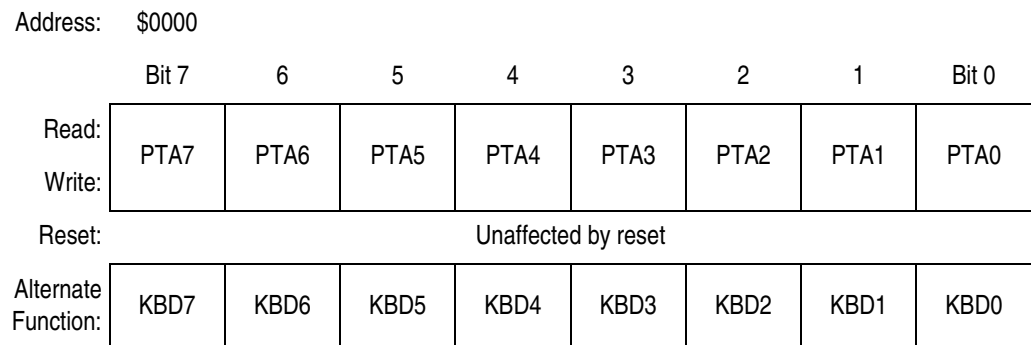 Address: $0000
Bit 7 6 5 4 3 2 1 Bit 0
Read:
PTA7 PTA6 PTA5 PTA4 PTA3 PTA2 PTA1 PTA0
Write:
Reset: Unaffected by reset
Alternate
KBD7 KBD6 KBD5 KBD4 KBD3 KBD2 KBD1 KBD0
Function: